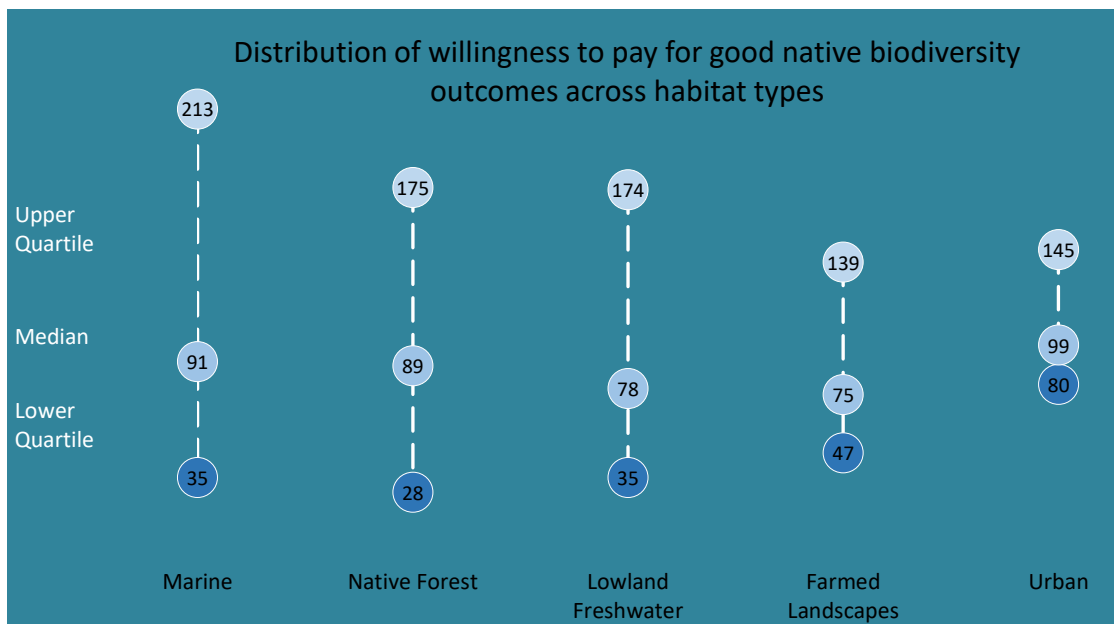 Distribution of willingness to pay for good native biodiversity
outcomes across habitat types
213
175
174
Upper
Quartile
139
145
Median
91
89
78
75
99
80
Lower
Quartile
35
28
35
47
Marine
Native Forest
Lowland
Freshwater
Farmed
Landscapes
Urban